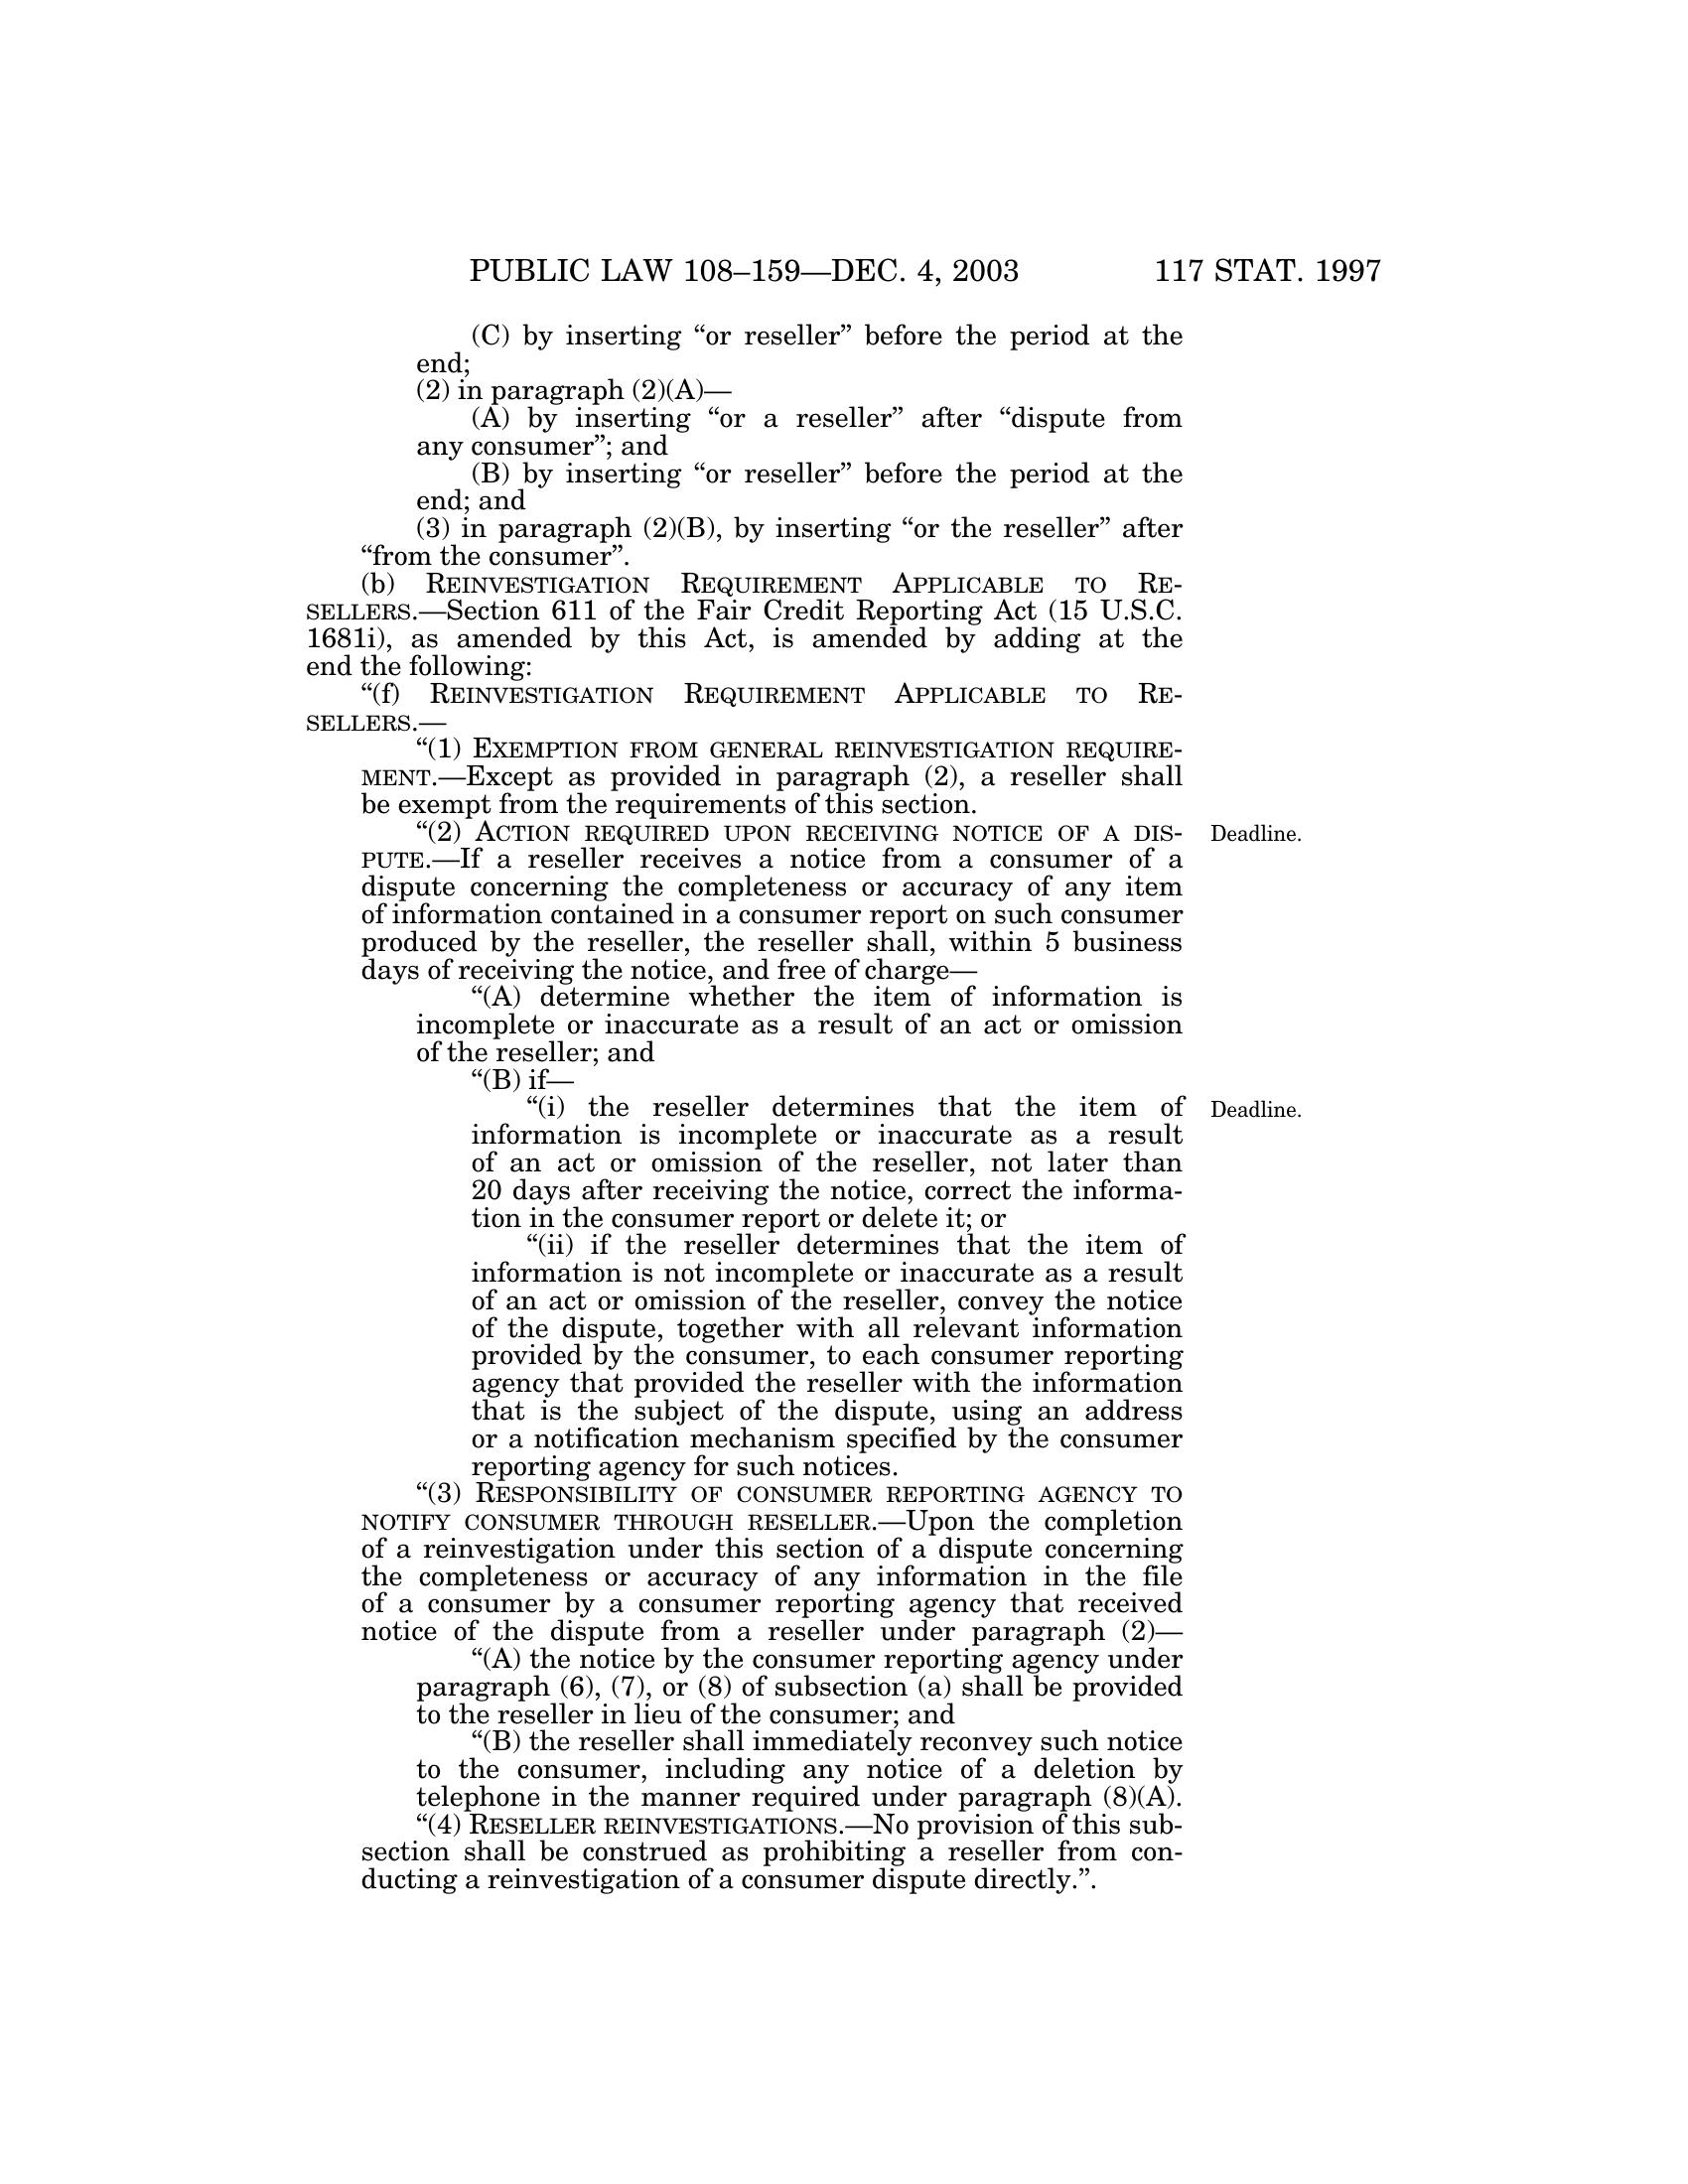 PUBLIC LAW 108–159—DEC. 4, 2003 117 STAT. 1997
(C) by inserting “or reseller” before the period at the
end;
(2) in paragraph (2)(A)—
(A) by inserting “or a reseller” after “dispute from
any consumer”; and
(B) by inserting “or reseller” before the period at the
end; and
(3) in paragraph (2)(B), by inserting “or the reseller” after
“from the consumer”.
(b) REINVESTIGATION REQUIREMENT APPLICABLE TO RE-
SELLERS.—Section 611 of the Fair Credit Reporting Act (15 U.S.C.
1681i), as amended by this Act, is amended by adding at the
end the following:
“(f) REINVESTIGATION REQUIREMENT APPLICABLE TO RE-
SELLERS.—
“(1) EXEMPTION FROM GENERAL REINVESTIGATION REQUIRE-
MENT.—Except as provided in paragraph (2), a reseller shall
be exempt from the requirements of this section.
“(2) ACTION REQUIRED UPON RECEIVING NOTICE OF A DIS- Deadline.
PUTE.—If a reseller receives a notice from a consumer of a
dispute concerning the completeness or accuracy of any item
of information contained in a consumer report on such consumer
produced by the reseller, the reseller shall, within 5 business
days of receiving the notice, and free of charge—
“(A) determine whether the item of information is
incomplete or inaccurate as a result of an act or omission
of the reseller; and
“(B) if—
“(i) the reseller determines that the item of Deadline.
information is incomplete or inaccurate as a result
of an act or omission of the reseller, not later than
20 days after receiving the notice, correct the informa-
tion in the consumer report or delete it; or
“(ii) if the reseller determines that the item of
information is not incomplete or inaccurate as a result
of an act or omission of the reseller, convey the notice
of the dispute, together with all relevant information
provided by the consumer, to each consumer reporting
agency that provided the reseller with the information
that is the subject of the dispute, using an address
or a notification mechanism specified by the consumer
reporting agency for such notices.
“(3) RESPONSIBILITY OF CONSUMER REPORTING AGENCY TO
NOTIFY CONSUMER THROUGH RESELLER.—Upon the completion
of a reinvestigation under this section of a dispute concerning
the completeness or accuracy of any information in the file
of a consumer by a consumer reporting agency that received
notice of the dispute from a reseller under paragraph (2)—
“(A) the notice by the consumer reporting agency under
paragraph (6), (7), or (8) of subsection (a) shall be provided
to the reseller in lieu of the consumer; and
“(B) the reseller shall immediately reconvey such notice
to the consumer, including any notice of a deletion by
telephone in the manner required under paragraph (8)(A).
“(4) RESELLER REINVESTIGATIONS.—No provision of this sub-
section shall be construed as prohibiting a reseller from con-
ducting a reinvestigation of a consumer dispute directly.”.